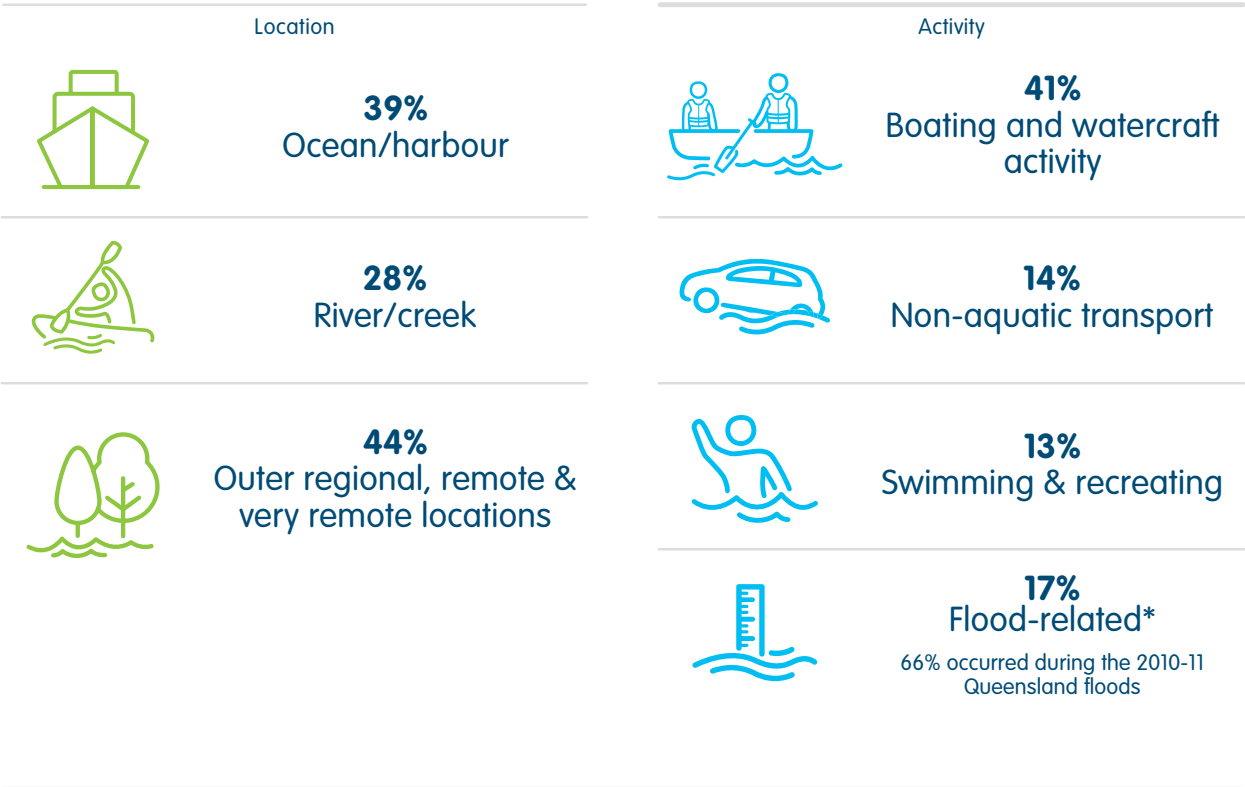 Location
39%
Ocean/harbour
28%
River/creek
44%
Outer regional, remote &
very remote locations
Activity
41%
Boating and watercraft
activity
14%
Non-aquatic transport
13%
Swimming & recreating
17%
Flood-related*
66% occurred during the 2010-11
Queensland floods